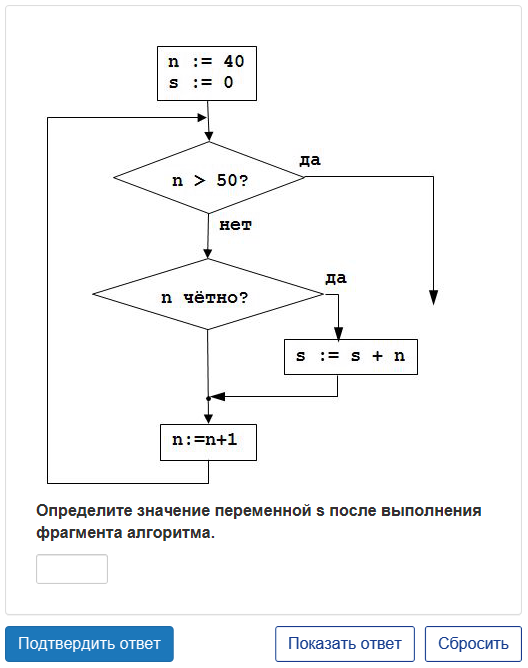 n := 40
s := 0
n > 50?
да
нет
n чётно?
да
s := s + n
n:=n+1
Определите значение переменной s после выполнения
фрагмента алгоритма.
Подтвердить ответ
Показать ответ
Сбросить